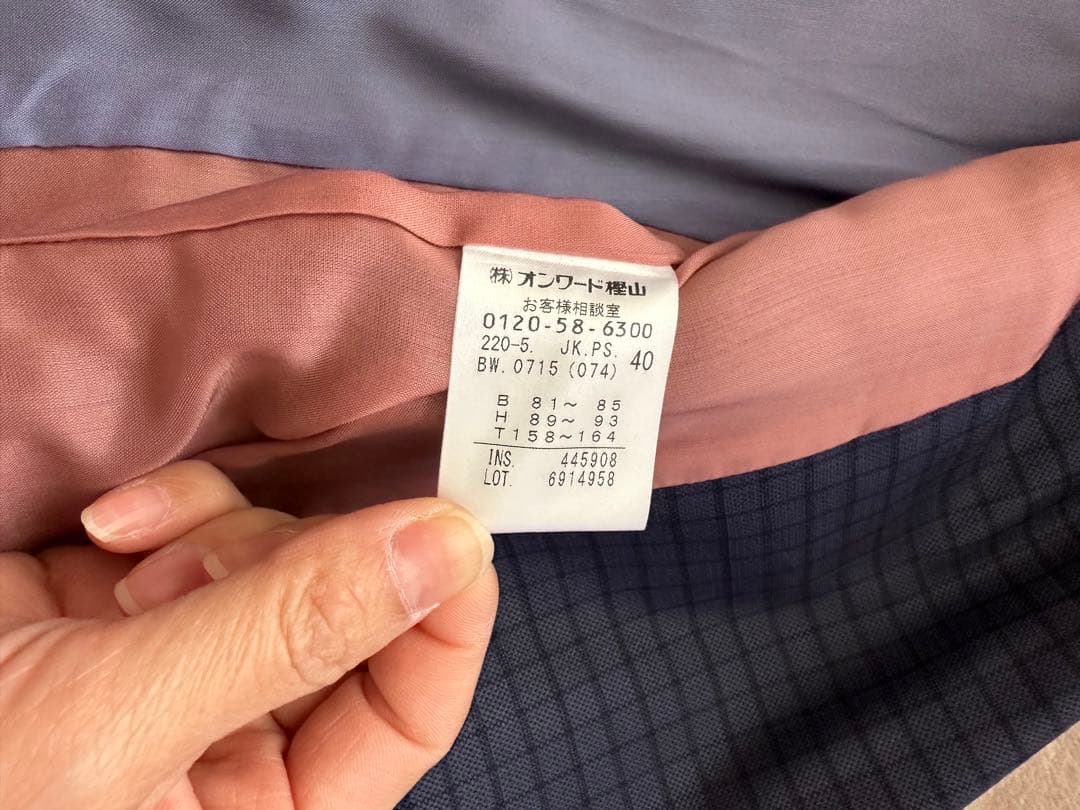 ㈱オンワード樫山
お客様相談室
0120-58-6300
220-5. JK.PS. 40
BW. 0715 (074)
B 81～ 85
H 89～ 93
T 158～164
INS. 445908
LOT. 6914958